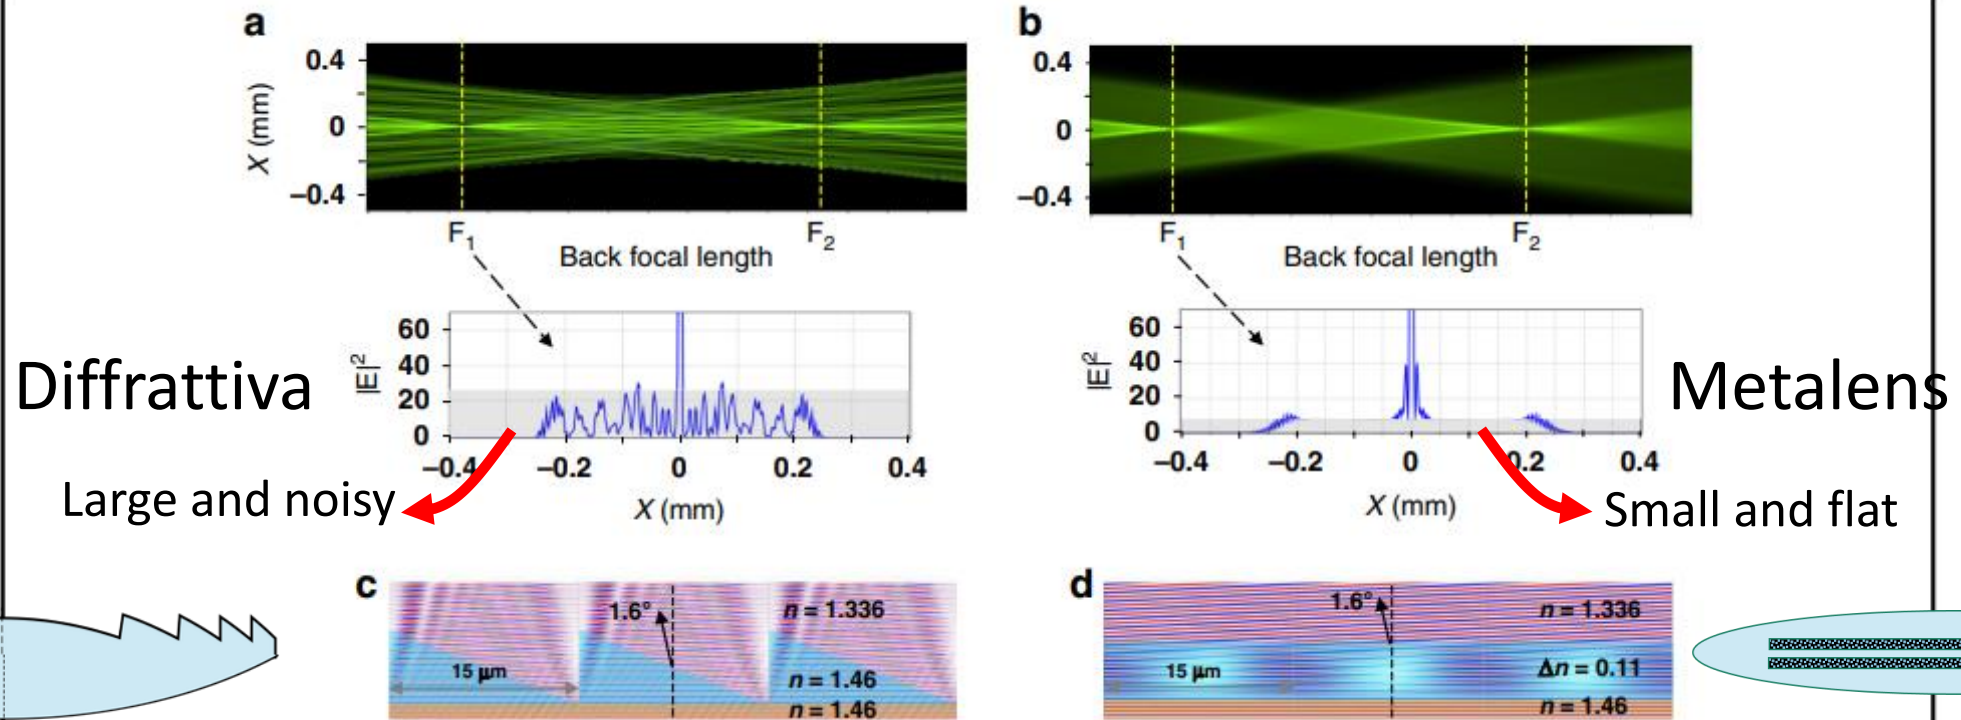 a
b
0.4
0
–0.4
X (mm)
F1
F2
Back focal length
0.4
0
–0.4
F1
F2
Back focal length
Diffrattiva
|E|2
60
40
20
0
–0.4
–0.2
0
0.2
0.4
X (mm)
Large and noisy
|E|2
60
40
20
0
–0.4
–0.2
0
0.2
0.4
X (mm)
Metalens
Small and flat
c
1.6°
n = 1.336
15 µm
n = 1.46
n = 1.46
d
1.6°
n = 1.336
15 µm
Δn = 0.11
n = 1.46